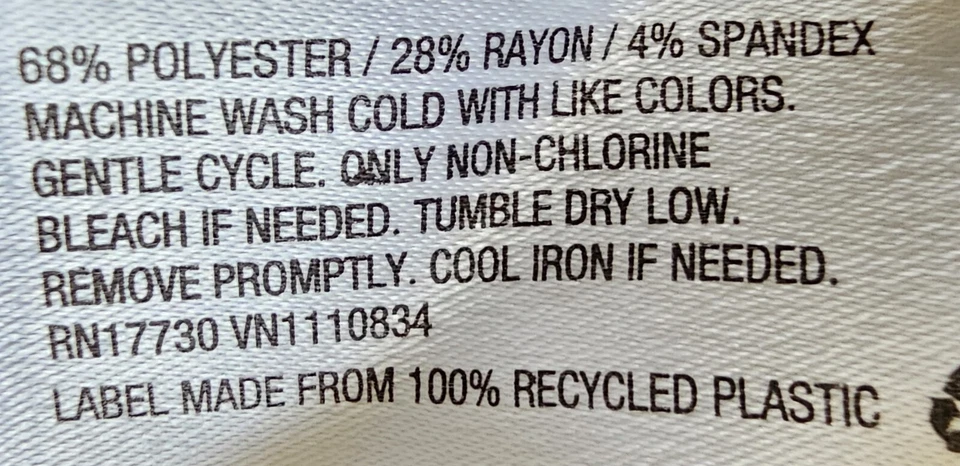 68% POLYESTER / 28% RAYON / 4% SPANDEX
MACHINE WASH COLD WITH LIKE COLORS.
GENTLE CYCLE. ONLY NON-CHLORINE
BLEACH IF NEEDED. TUMBLE DRY LOW.
REMOVE PROMPTLY. COOL IRON IF NEEDED.
RN17730 VN1110834
LABEL MADE FROM 100% RECYCLED PLASTIC